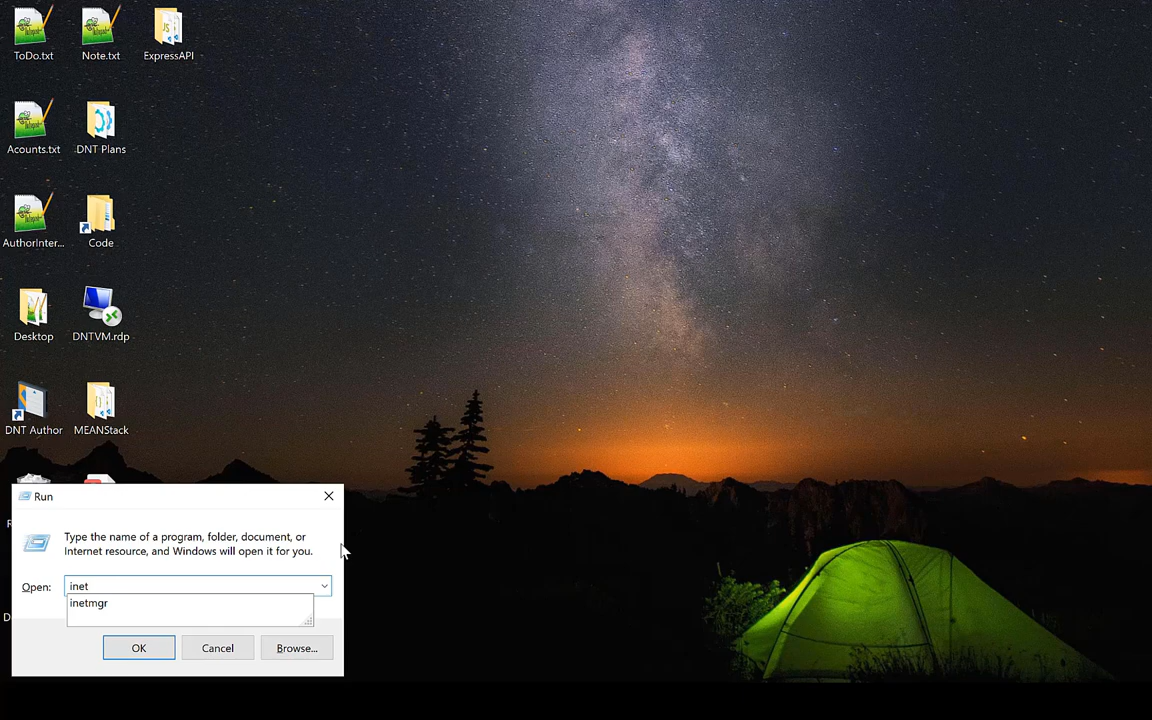 ToDo.txt
Note.txt
ExpressAPI
Acounts.txt
DNT Plans
AuthorInter...
Code
Desktop
DNTVM.rdp
DNT Author
MEANStack
Run
Type the name of a program, folder, document, or
Internet resource, and Windows will open it for you.
Open:
inet
inetmgr
OK
Cancel
Browse...